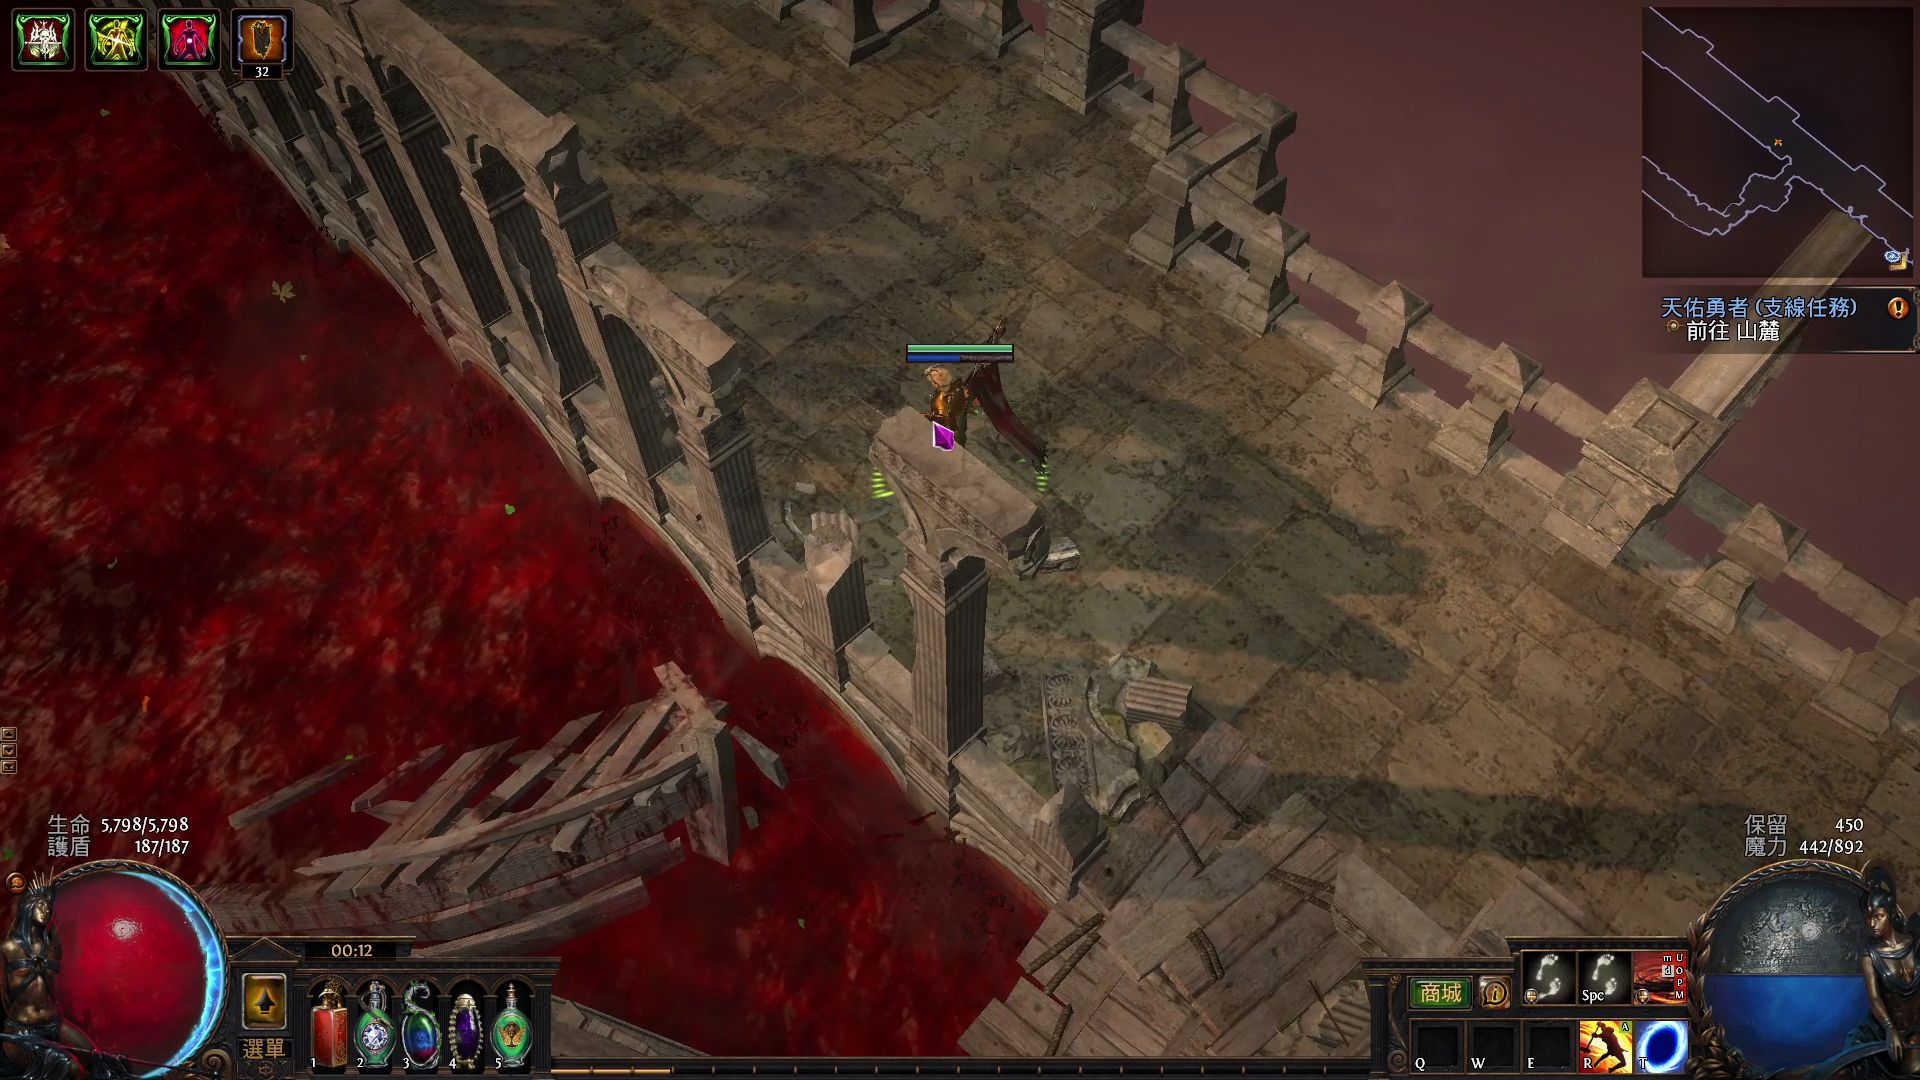 32
天佑勇者 (支線任務)
前往 山麓
生命 5,798/5,798
護盾 187/187
保留 450
魔力 442/892
00:12
選單
1
2
3
4
5
商城
Spc
m U
d O
P
M
Q
W
E
R
A
T